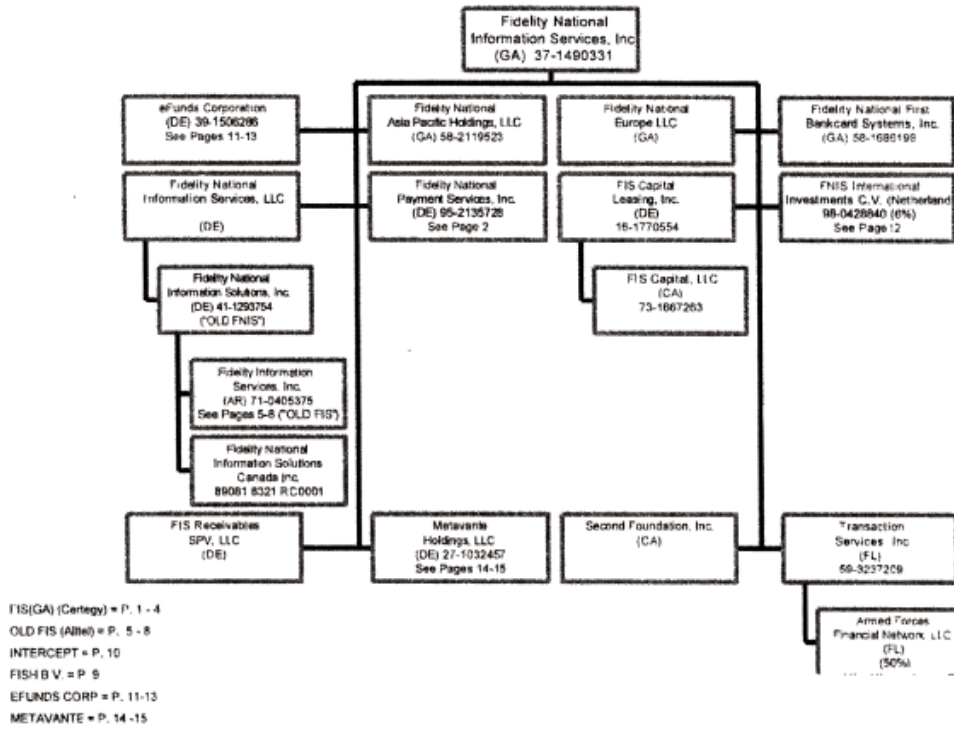 Fidelity National
Information Services, Inc
(GA) 37-1490331
eFunds Corporation
(DE) 39-1506286
See Pages 11-13
Fidelity National
Asia Pacific Holdings, LLC
(GA) 58-2119523
Fidelity National
Europe LLC
(GA)
Fidelity National First
Bankcard Systems, Inc.
(GA) 58-1686199
Fidelity National
Information Services, LLC
(DE)
Fidelity National
Payment Services, Inc.
(DE) 95-2135728
See Page 2
FIS Capital
Leasing, Inc.
(DE)
16-1770554
FNIS International
Investments C.V. (Netherland
98-0428840 (6%)
See Page 12
Fidelity National
Information Solutions, Inc.
(DE) 41-1293754
("OLD FNIS")
FIS Capital, LLC
(CA)
73-1667263
Fidelity Information
Services, Inc.
(AR) 71-0405375
See Pages 5-8 ("OLD FIS")
Fidelity National
Information Solutions
Canada Inc.
89081 8321 RC0001
FIS Receivables
SPV, LLC
(DE)
Metavante
Holdings, LLC
(DE) 27-1032457
See Pages 14-15
Second Foundation, Inc.
(CA)
Transaction
Services Inc
(FL)
59-3237209
Armed Forces
Financial Network, LLC
(FL)
(50%)
FIS(GA) (Certegy) = P. 1 - 4
OLD FIS (Alltel) = P. 5 - 8
INTERCEPT = P. 10
FISH B V. = P 9
EFUNDS CORP = P. 11-13
METAVANTE = P. 14 -15